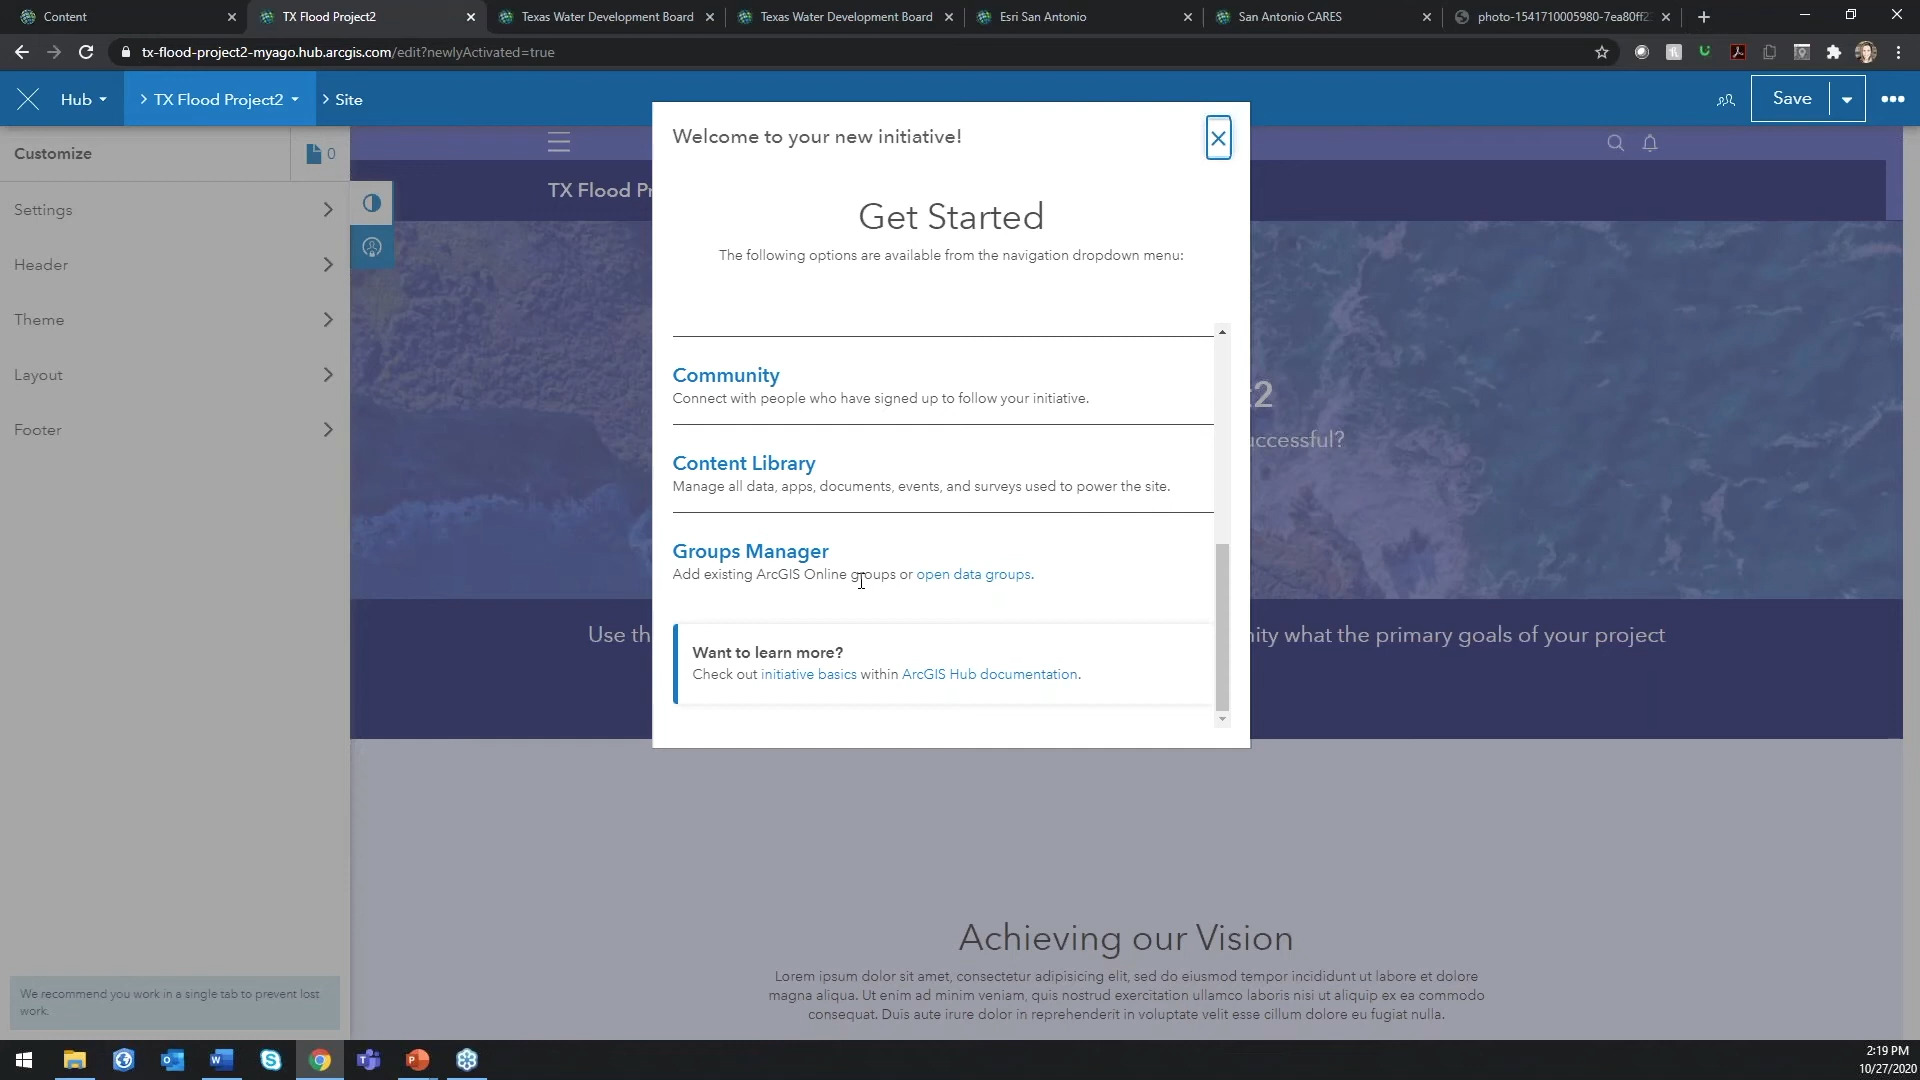 Content
TX Flood Project2
Texas Water Development Board
Texas Water Development Board
Esri San Antonio
San Antonio CARES
photo-1541710005980-7ea80ff2
tx-flood-project2-myago.hub.arcgis.com/edit?newlyActivated=true
Hub
TX Flood Project2
Site
Save
Customize
0
Settings
Header
Theme
Layout
Footer
We recommend you work in a single tab to prevent lost
work.
TX Flood Pr
Welcome to your new initiative!
Get Started
The following options are available from the navigation dropdown menu:
Community
Connect with people who have signed up to follow your initiative.
Content Library
Manage all data, apps, documents, events, and surveys used to power the site.
Groups Manager
Add existing ArcGIS Online groups or open data groups.
Want to learn more?
Check out initiative basics within ArcGIS Hub documentation.
t2
uccessful?
Use th
nity what the primary goals of your project
Achieving our Vision
Lorem ipsum dolor sit amet, consectetur adipisicing elit, sed do eiusmod tempor incididunt ut labore et dolore
magna aliqua. Ut enim ad minim veniam, quis nostrud exercitation ullamco laboris nisi ut aliquip ex ea commodo
consequat. Duis aute irure dolor in reprehenderit in voluptate velit esse cillum dolore eu fugiat nulla.
2:19 PM
10/27/2020